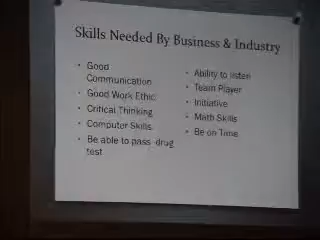 Skills Needed By Business & Industry
• Good
Communication
• Good Work Ethic
• Critical Thinking
• Computer Skills
• Be able to pass drug
test
• Ability to listen
• Team Player
• Initiative
• Math Skills
• Be on Time